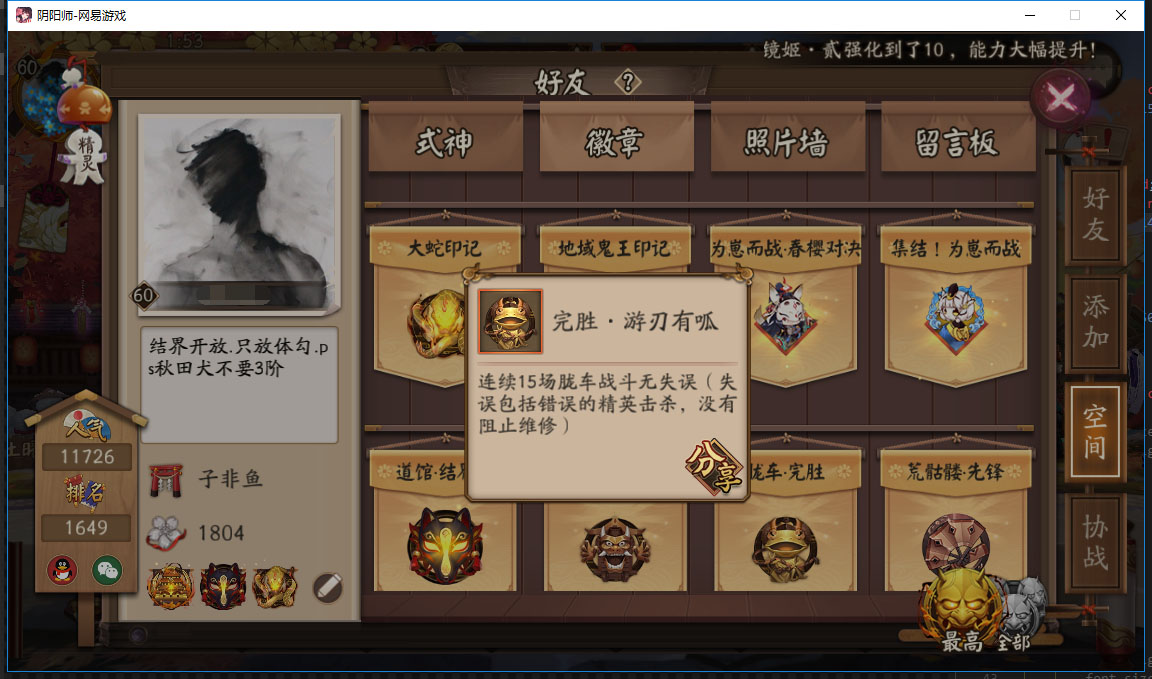 阴阳师-网易游戏
1:53
镜姬·贰强化到了10，能力大幅提升！
60
好友
?
精灵
式神
徽章
照片墙
留言板
好友
添加
空间
协战
大蛇印记
地域鬼王印记
为崽而战·春樱对决
集结！为崽而战
60
完胜·游刃有呱
连续15场胧车战斗无失误（失
误包括错误的精英击杀，没有
阻止维修）
分享
结界开放.只放体勾.p
s秋田犬不要3阶
人气
11726
排名
1649
子非鱼
1804
道馆·结界
胧车·完胜
荒骷髅·先锋
最高
全部